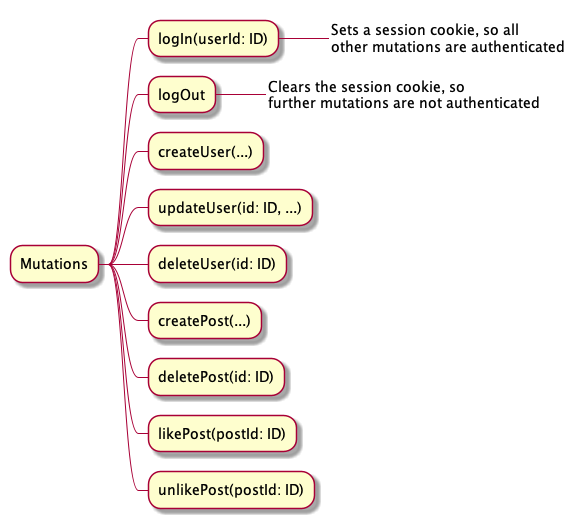 logIn(userId: ID)
Sets a session cookie, so all
other mutations are authenticated
logOut
Clears the session cookie, so
further mutations are not authenticated
createUser(...)
updateUser(id: ID, ...)
Mutations
deleteUser(id: ID)
createPost(...)
deletePost(id: ID)
likePost(postId: ID)
unlikePost(postId: ID)